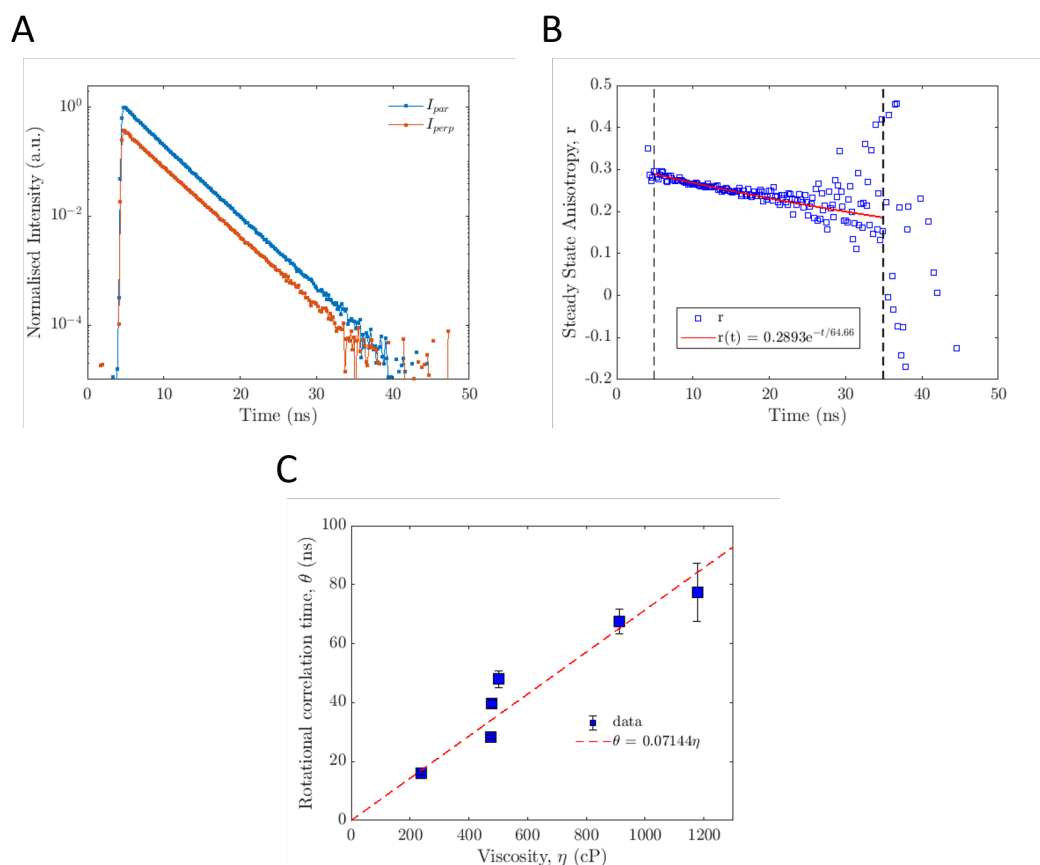 A
Normalised Intensity (a.u.)
10^0
10^-2
10^-4
I_par
I_perp
0 10 20 30 40 50
Time (ns)
B
Steady State Anisotropy, r
0.5
0.4
0.3
0.2
0.1
0
-0.1
-0.2
r
r(t) = 0.2893e^-t/64.66
0 10 20 30 40 50
Time (ns)
C
Rotational correlation time, θ (ns)
100
80
60
40
20
0
data
θ = 0.07144η
0 200 400 600 800 1000 1200
Viscosity, η (cP)